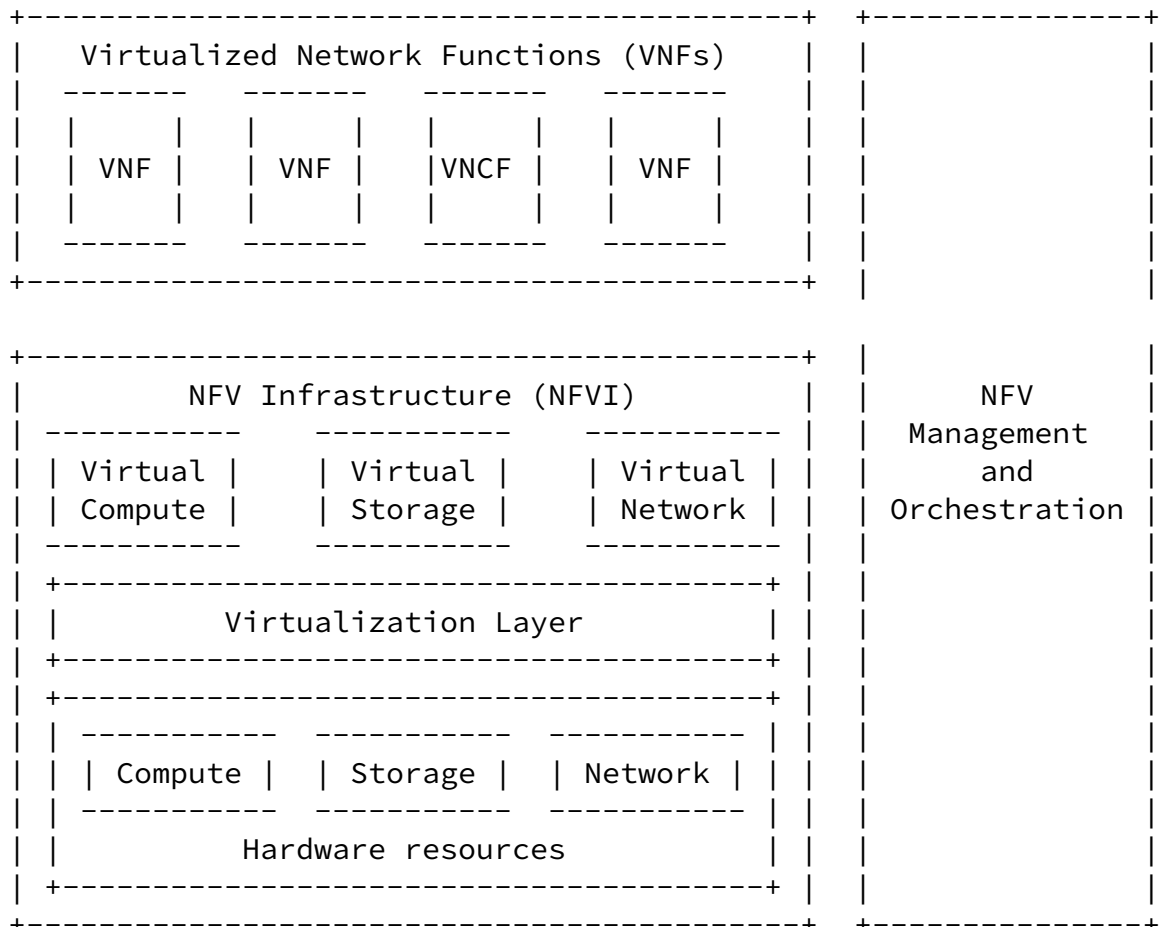 Virtualized Network Functions (VNFs)
VNF VNF VNCF VNF
NFV Infrastructure (NFVI) NFV
Management
Virtual Virtual Virtual and
Compute Storage Network Orchestration
Virtualization Layer
Compute Storage Network
Hardware resources